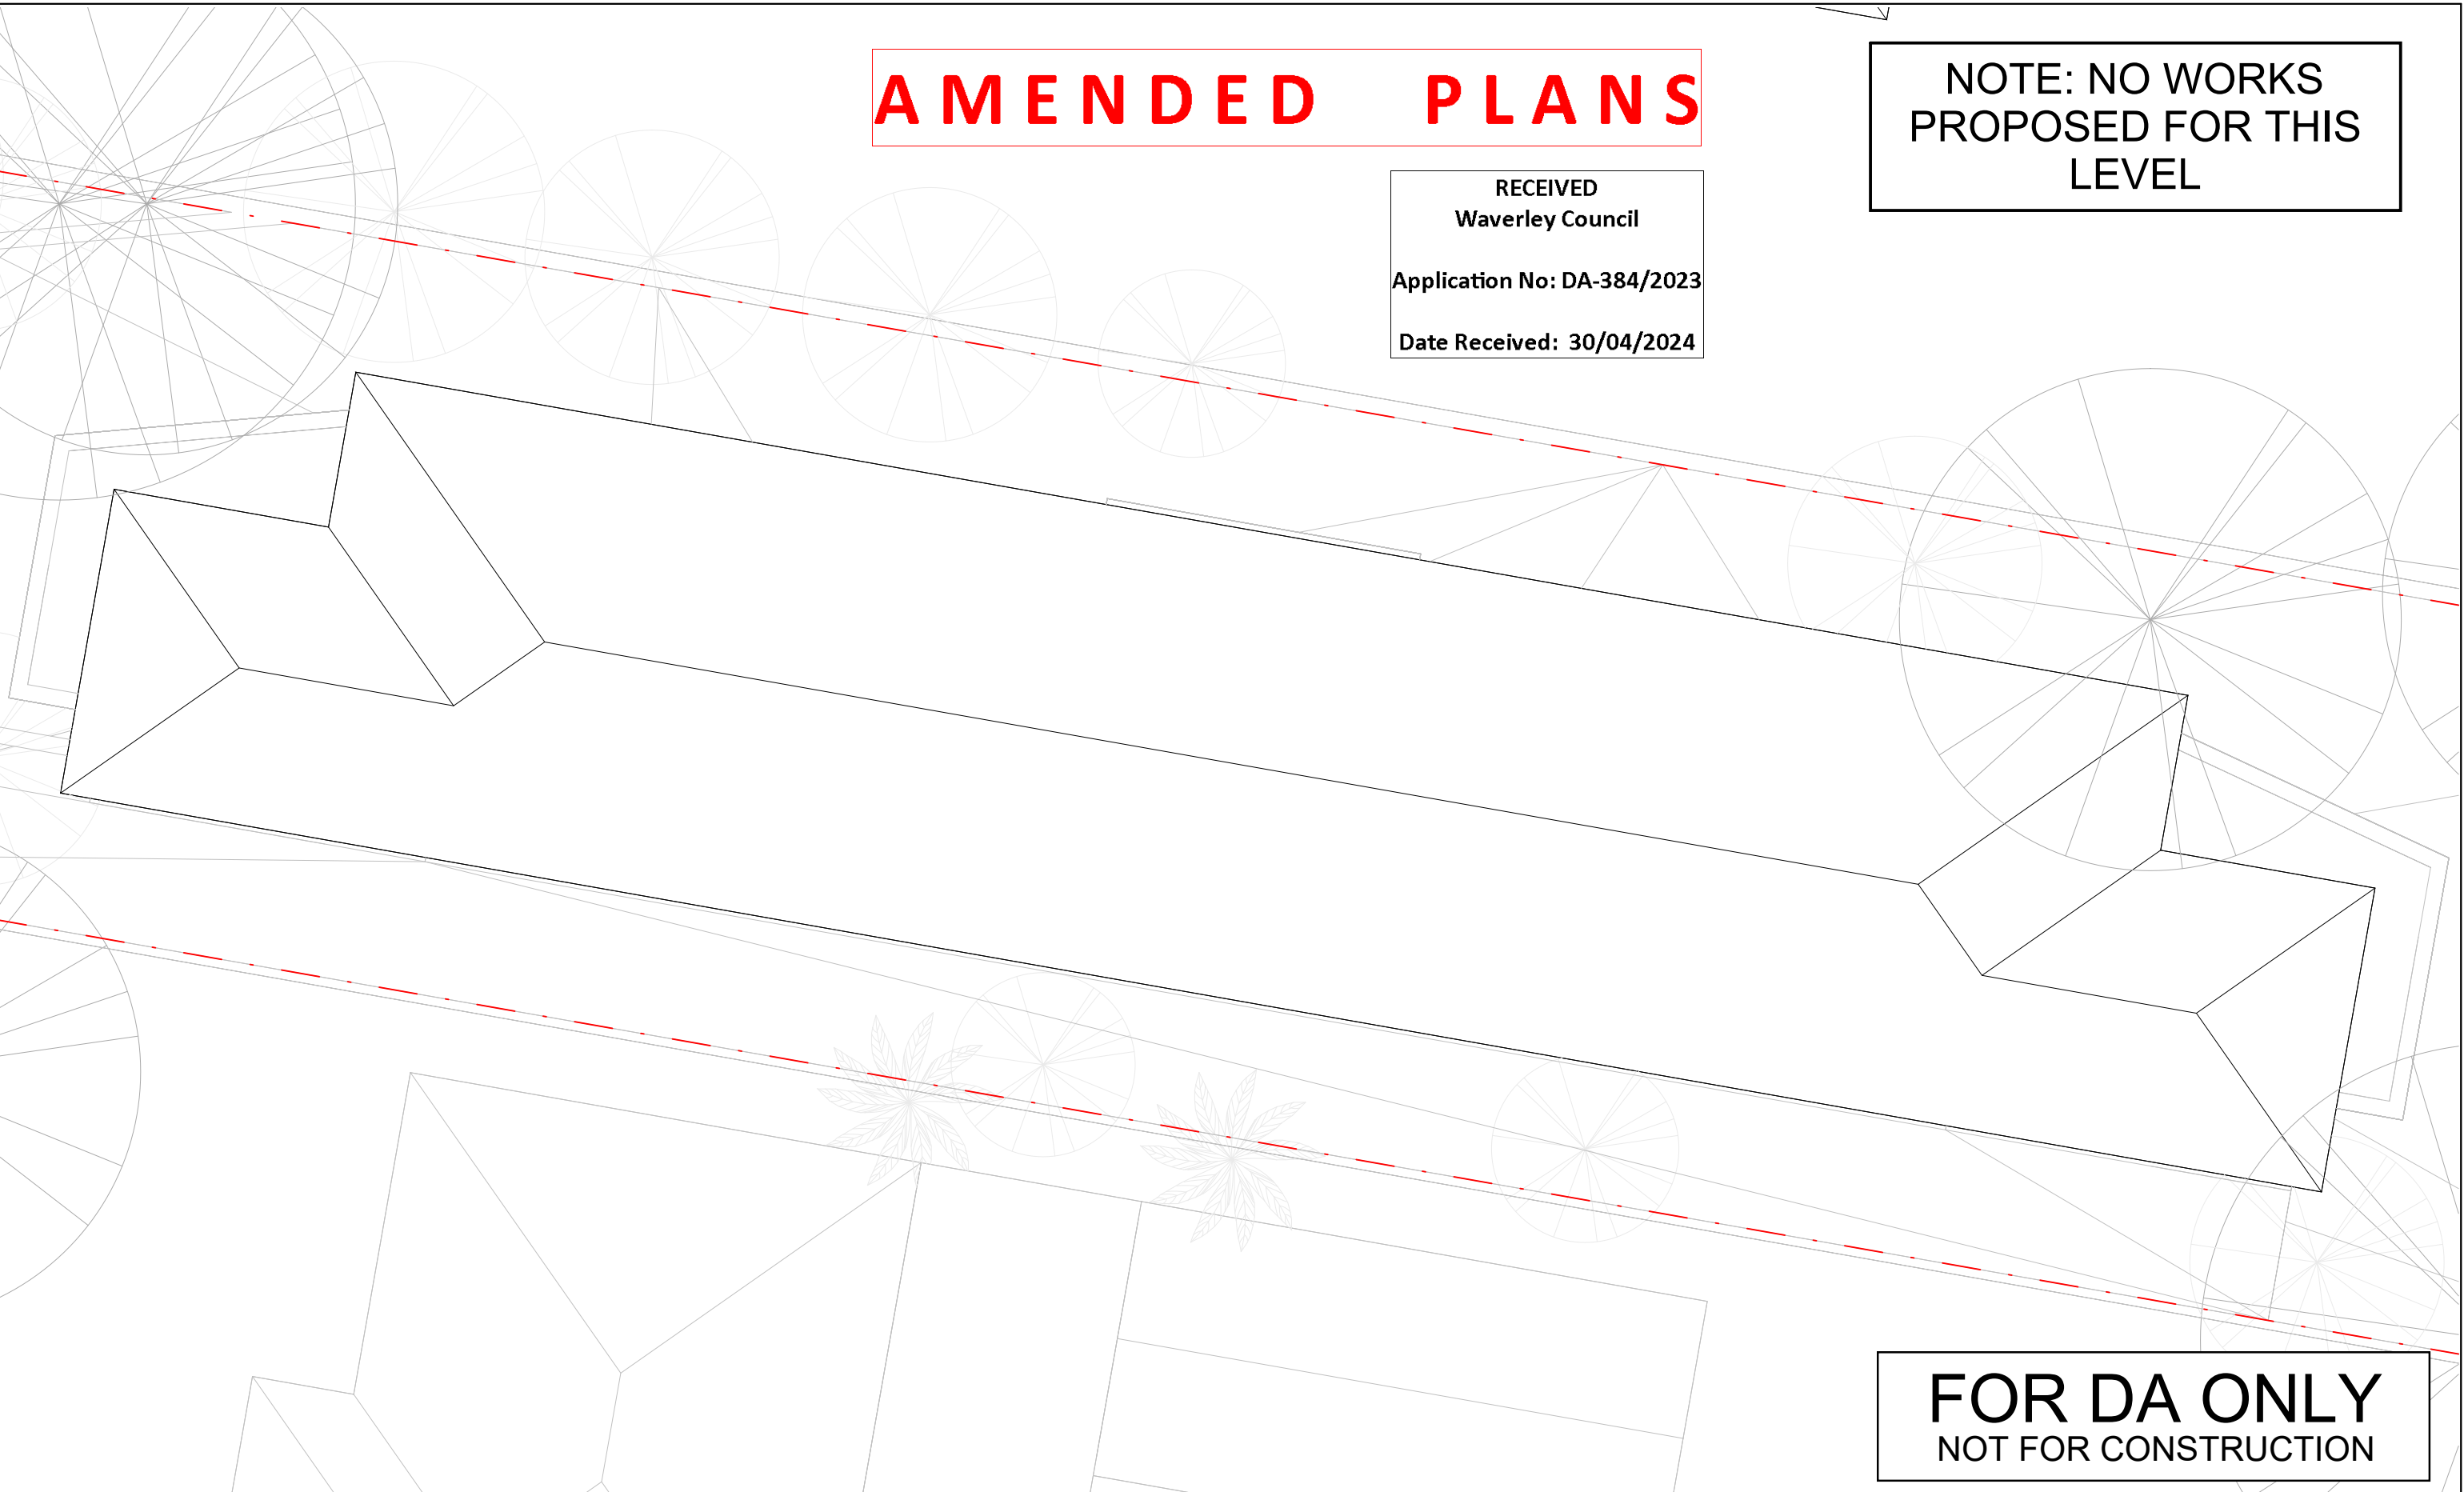 AMENDED PLANS
NOTE: NO WORKS
PROPOSED FOR THIS
LEVEL
RECEIVED
Waverley Council
Application No: DA-384/2023
Date Received: 30/04/2024
FOR DA ONLY
NOT FOR CONSTRUCTION